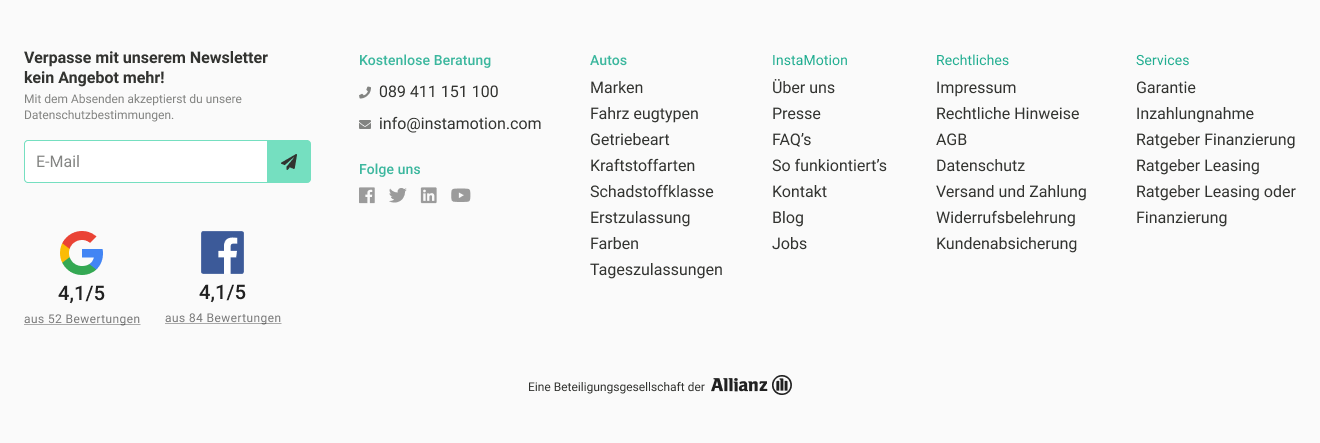 Verpasse mit unserem Newsletter
kein Angebot mehr!
Mit dem Absenden akzeptierst du unsere
Datenschutzbestimmungen.
E-Mail
4,1/5
aus 52 Bewertungen
4,1/5
aus 84 Bewertungen
Kostenlose Beratung
089 411 151 100
info@instamotion.com
Folge uns
Autos
Marken
Fahrz eugtypen
Getriebeart
Kraftstoffarten
Schadstoffklasse
Erstzulassung
Farben
Tageszulassungen
InstaMotion
Über uns
Presse
FAQ’s
So funkiontiert’s
Kontakt
Blog
Jobs
Rechtliches
Impressum
Rechtliche Hinweise
AGB
Datenschutz
Versand und Zahlung
Widerrufsbelehrung
Kundenabsicherung
Services
Garantie
Inzahlungnahme
Ratgeber Finanzierung
Ratgeber Leasing
Ratgeber Leasing oder
Finanzierung
Eine Beteiligungsgesellschaft der Allianz